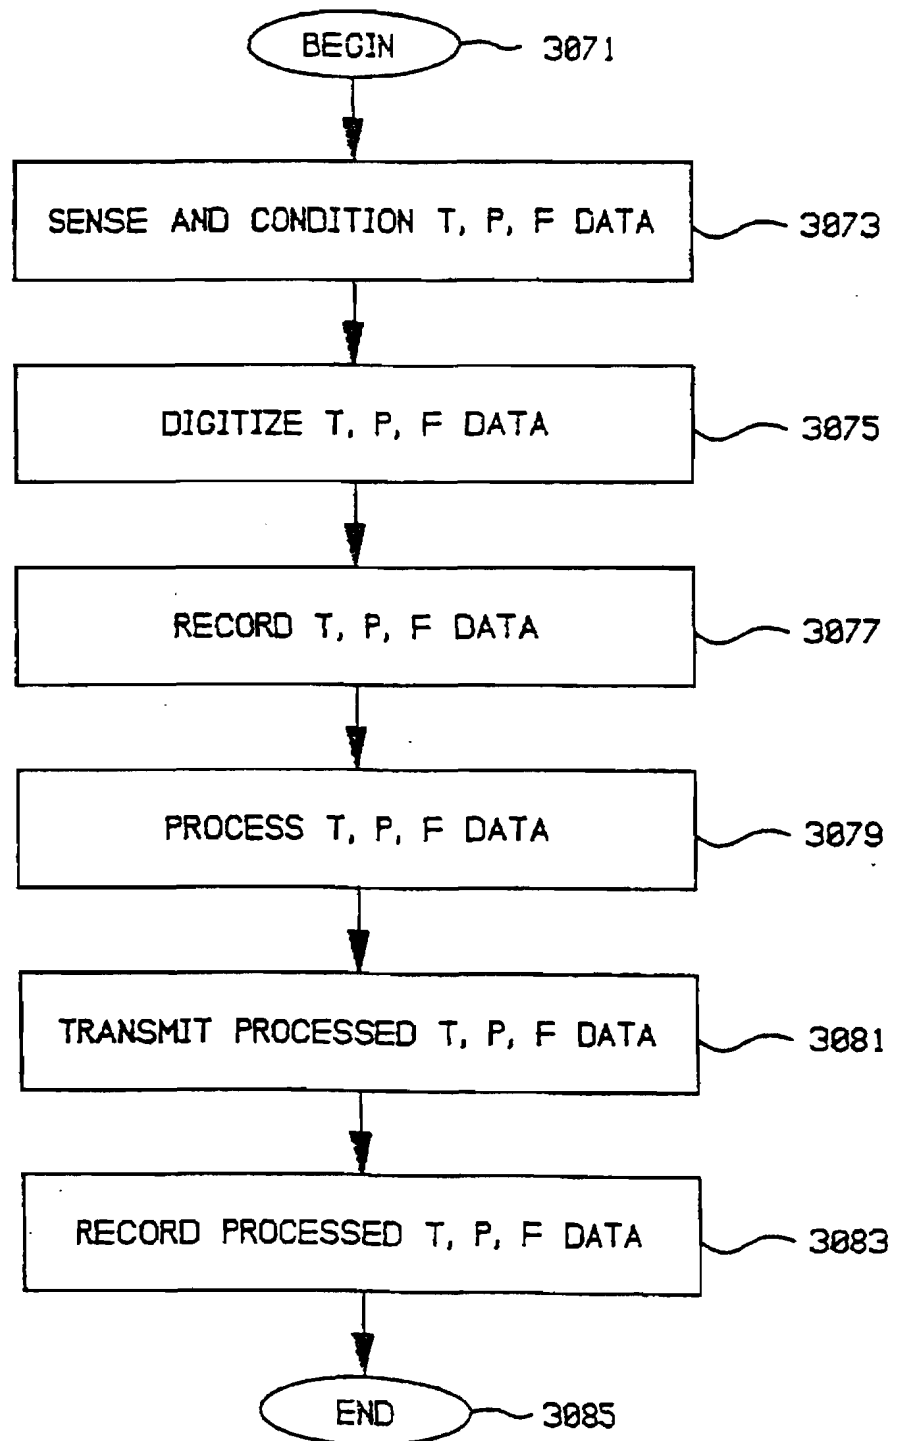 BEGIN 3071
SENSE AND CONDITION T, P, F DATA 3073
DIGITIZE T, P, F DATA 3075
RECORD T, P, F DATA 3077
PROCESS T, P, F DATA 3079
TRANSMIT PROCESSED T, P, F DATA 3081
RECORD PROCESSED T, P, F DATA 3083
END 3085